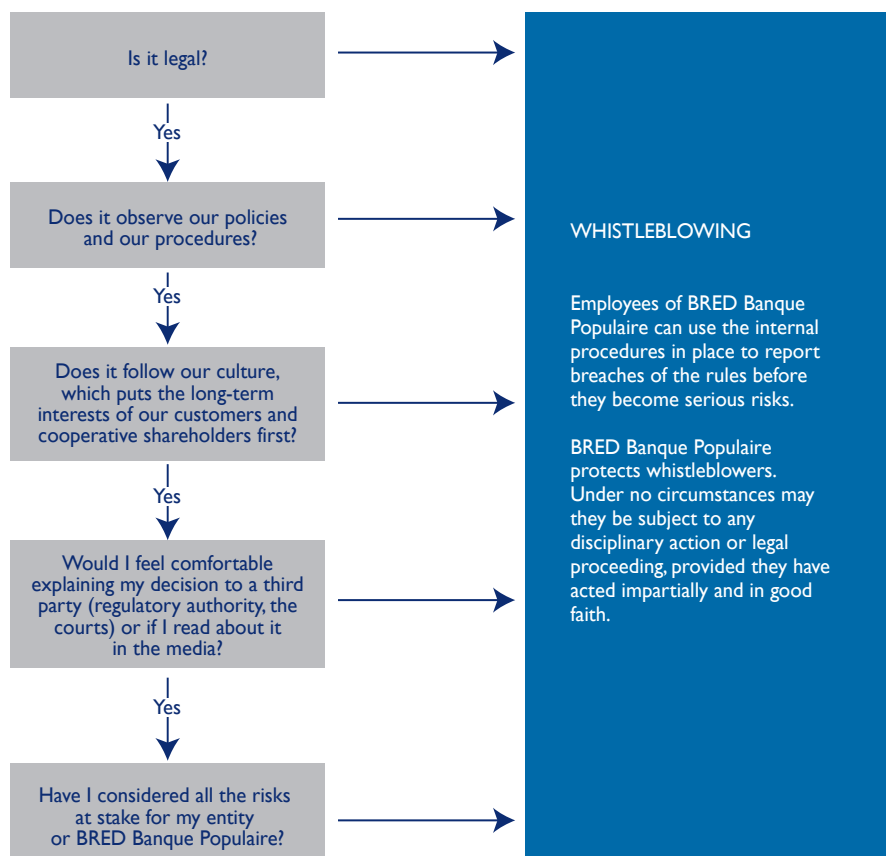 Is it legal?
Yes
Does it observe our policies
and our procedures?
Yes
Does it follow our culture,
which puts the long-term
interests of our customers and
cooperative shareholders first?
Yes
Would I feel comfortable
explaining my decision to a third
party (regulatory authority, the
courts) or if I read about it
in the media?
Yes
Have I considered all the risks
at stake for my entity
or BRED Banque Populaire?
WHISTLEBLOWING
Employees of BRED Banque
Populaire can use the internal
procedures in place to report
breaches of the rules before
they become serious risks.
BRED Banque Populaire
protects whistleblowers.
Under no circumstances may
they be subject to any
disciplinary action or legal
proceeding, provided they have
acted impartially and in good
faith.